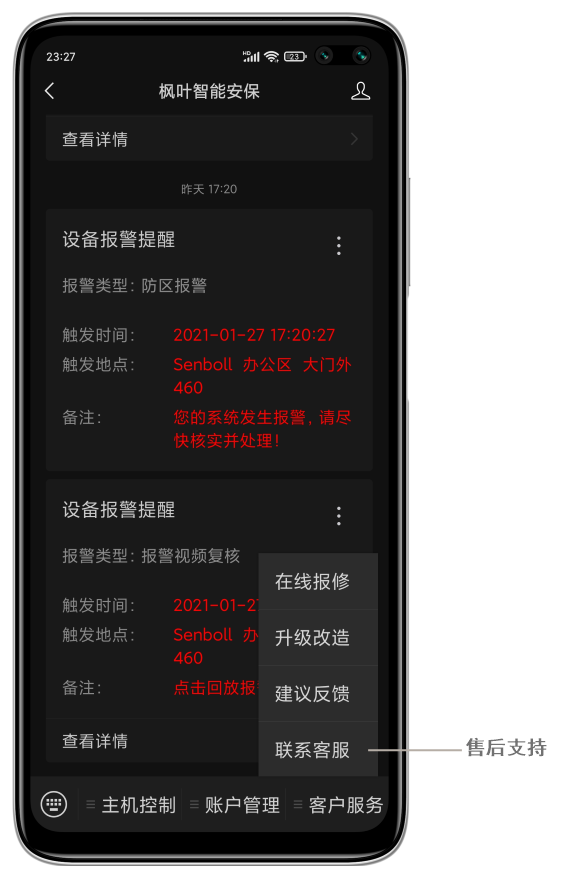 23:27
HD
23
枫叶智能安保
查看详情
昨天 17:20
设备报警提醒
报警类型: 防区报警
触发时间: 2021-01-27 17:20:27
触发地点: Senboll 办公区 大门外
460
备注: 您的系统发生报警, 请尽
快核实并处理!
设备报警提醒
报警类型: 报警视频复核
触发时间: 2021-01-27
触发地点: Senboll 办
460
备注: 点击回放报
查看详情
在线报修
升级改造
建议反馈
联系客服
售后支持
主机控制 账户管理 客户服务